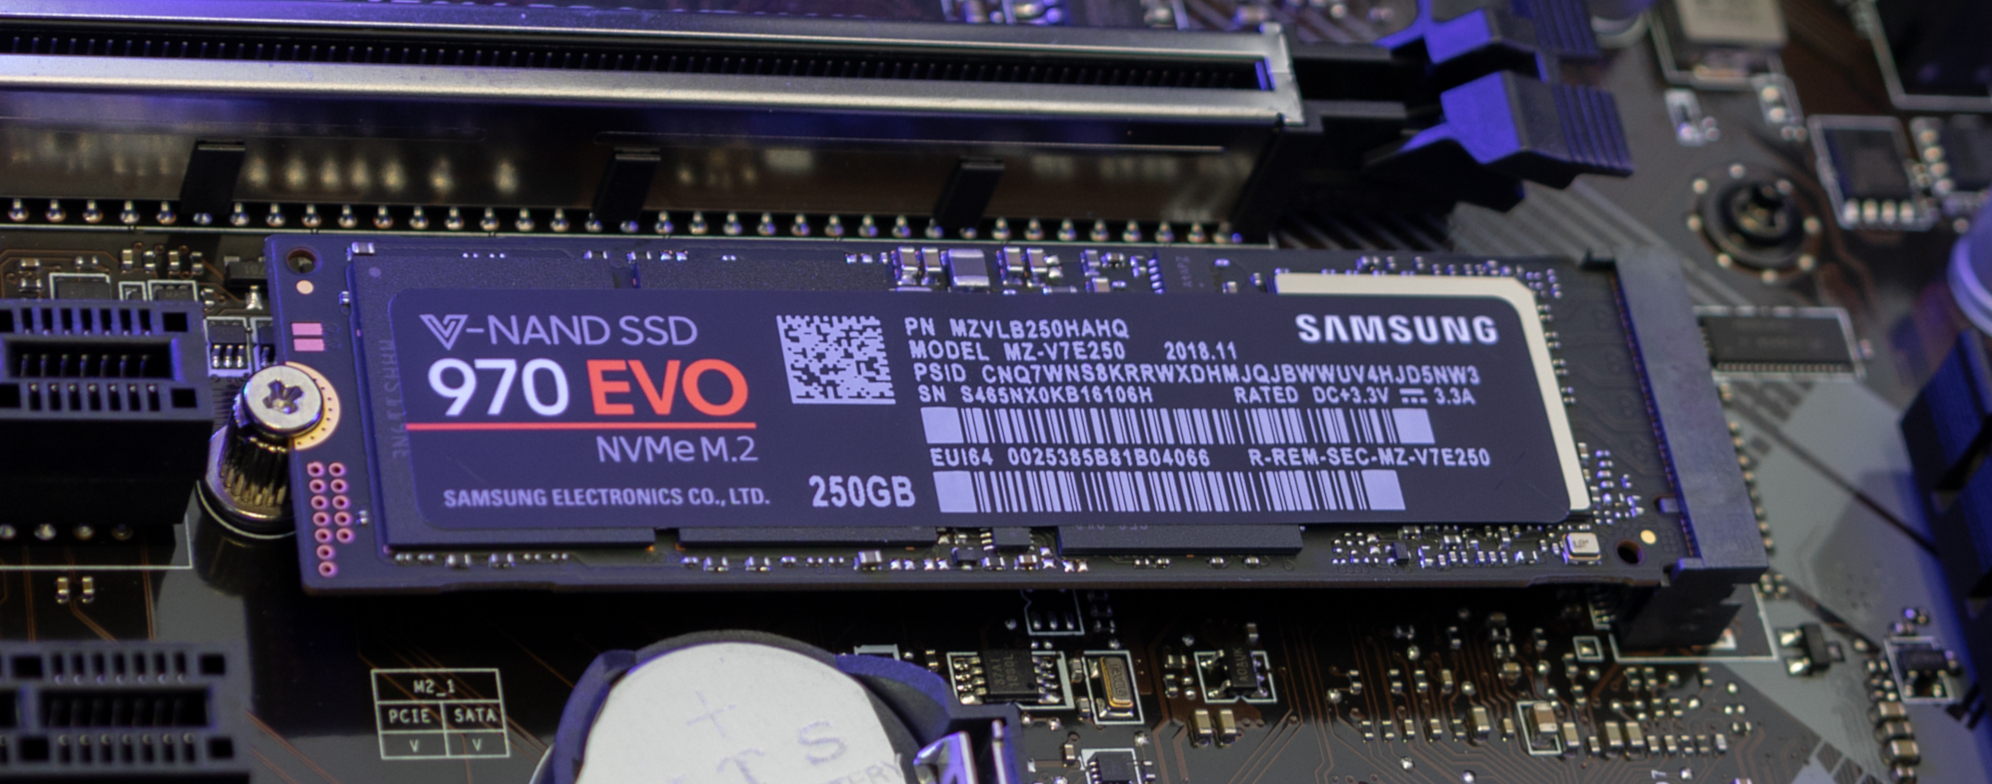 V-NAND SSD
970 EVO
NVMe M.2
SAMSUNG ELECTRONICS CO., LTD.
250GB
PN MZVLB250HAHQ
MODEL MZ-V7E250 2018.11
PSID CNQ7WNS8KRRWXDHMJQJBWWUV4HJD5NW3
SN S465NX0KB16106H RATED DC+3.3V ⎓ 3.3A
EUI64 0025385B81B04066 R-REM-SEC-MZ-V7E250
SAMSUNG
M2_1
PCIE SATA
V V
+
TS